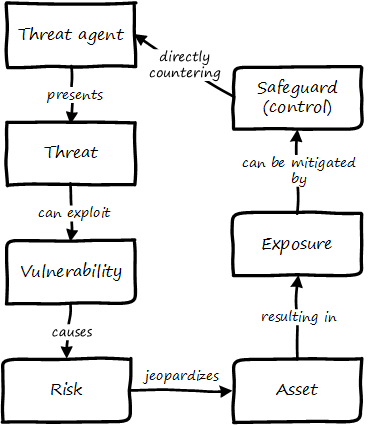 Threat agent
directly
countering
presents
Safeguard
(control)
Threat
can be mitigated
by
can exploit
Vulnerability
Exposure
causes
resulting in
Risk
jeopardizes
Asset